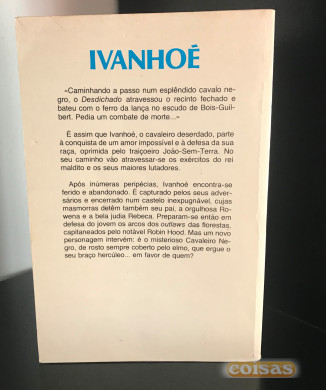 IVANHOÉ
«Caminhando a passo num esplêndido cavalo ne-
gro, o Desdichado atravessou o recinto fechado e
bateu com o ferro da lança no escudo de Bois-Guil-
bert. Pedia um combate de morte...»
É assim que Ivanhoé, o cavaleiro deserdado, parte
à conquista de um amor impossível e à defesa da sua
raça, oprimida pelo traiçoeiro João-Sem-Terra. No
seu caminho vão atravessar-se os exércitos do rei
maldito e os seus maiores lutadores.
Após inúmeras peripécias, Ivanhoé encontra-se
ferido e abandonado. É capturado pelos seus adver-
sários e encerrado num castelo inexpugnável, cujas
masmorras detêm também seu pai, a orgulhosa Ro-
wena e a bela judia Rebeca. Preparam-se então em
defesa do jovem os arcos dos outlaws das florestas,
capitaneados pelo notável Robin Hood. Mas um novo
personagem intervém: é o misterioso Cavaleiro Ne-
gro, de rosto sempre coberto pelo elmo, que ergue o
seu braço hercúleo... em favor de quem?
coisas